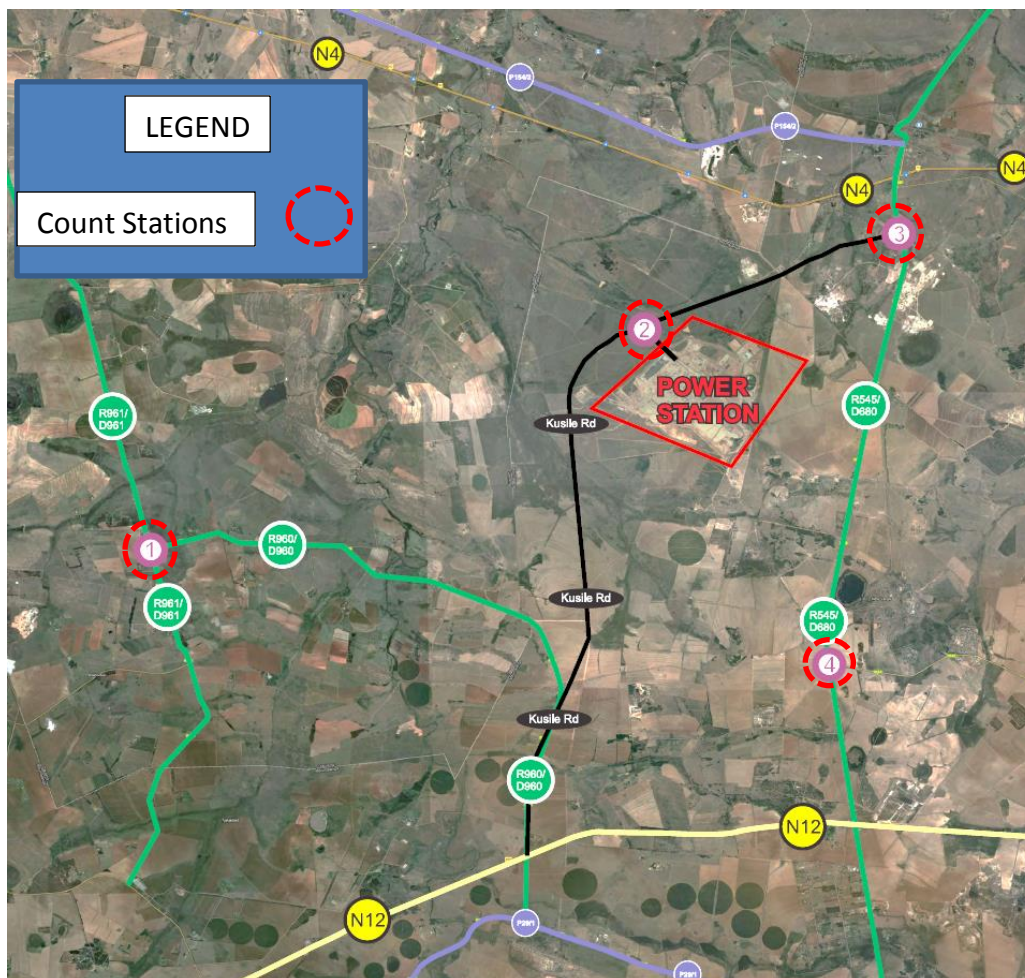 N4
P154/2
LEGEND
P154/2
N4
N4
Count Stations
3
2
POWER
STATION
R961/
D961
R545/
D680
Kusile Rd
1
R960/
D960
Kusile Rd
R961/
D961
R545/
D680
4
Kusile Rd
R960/
D960
N12
N12
P29/1
P29/1